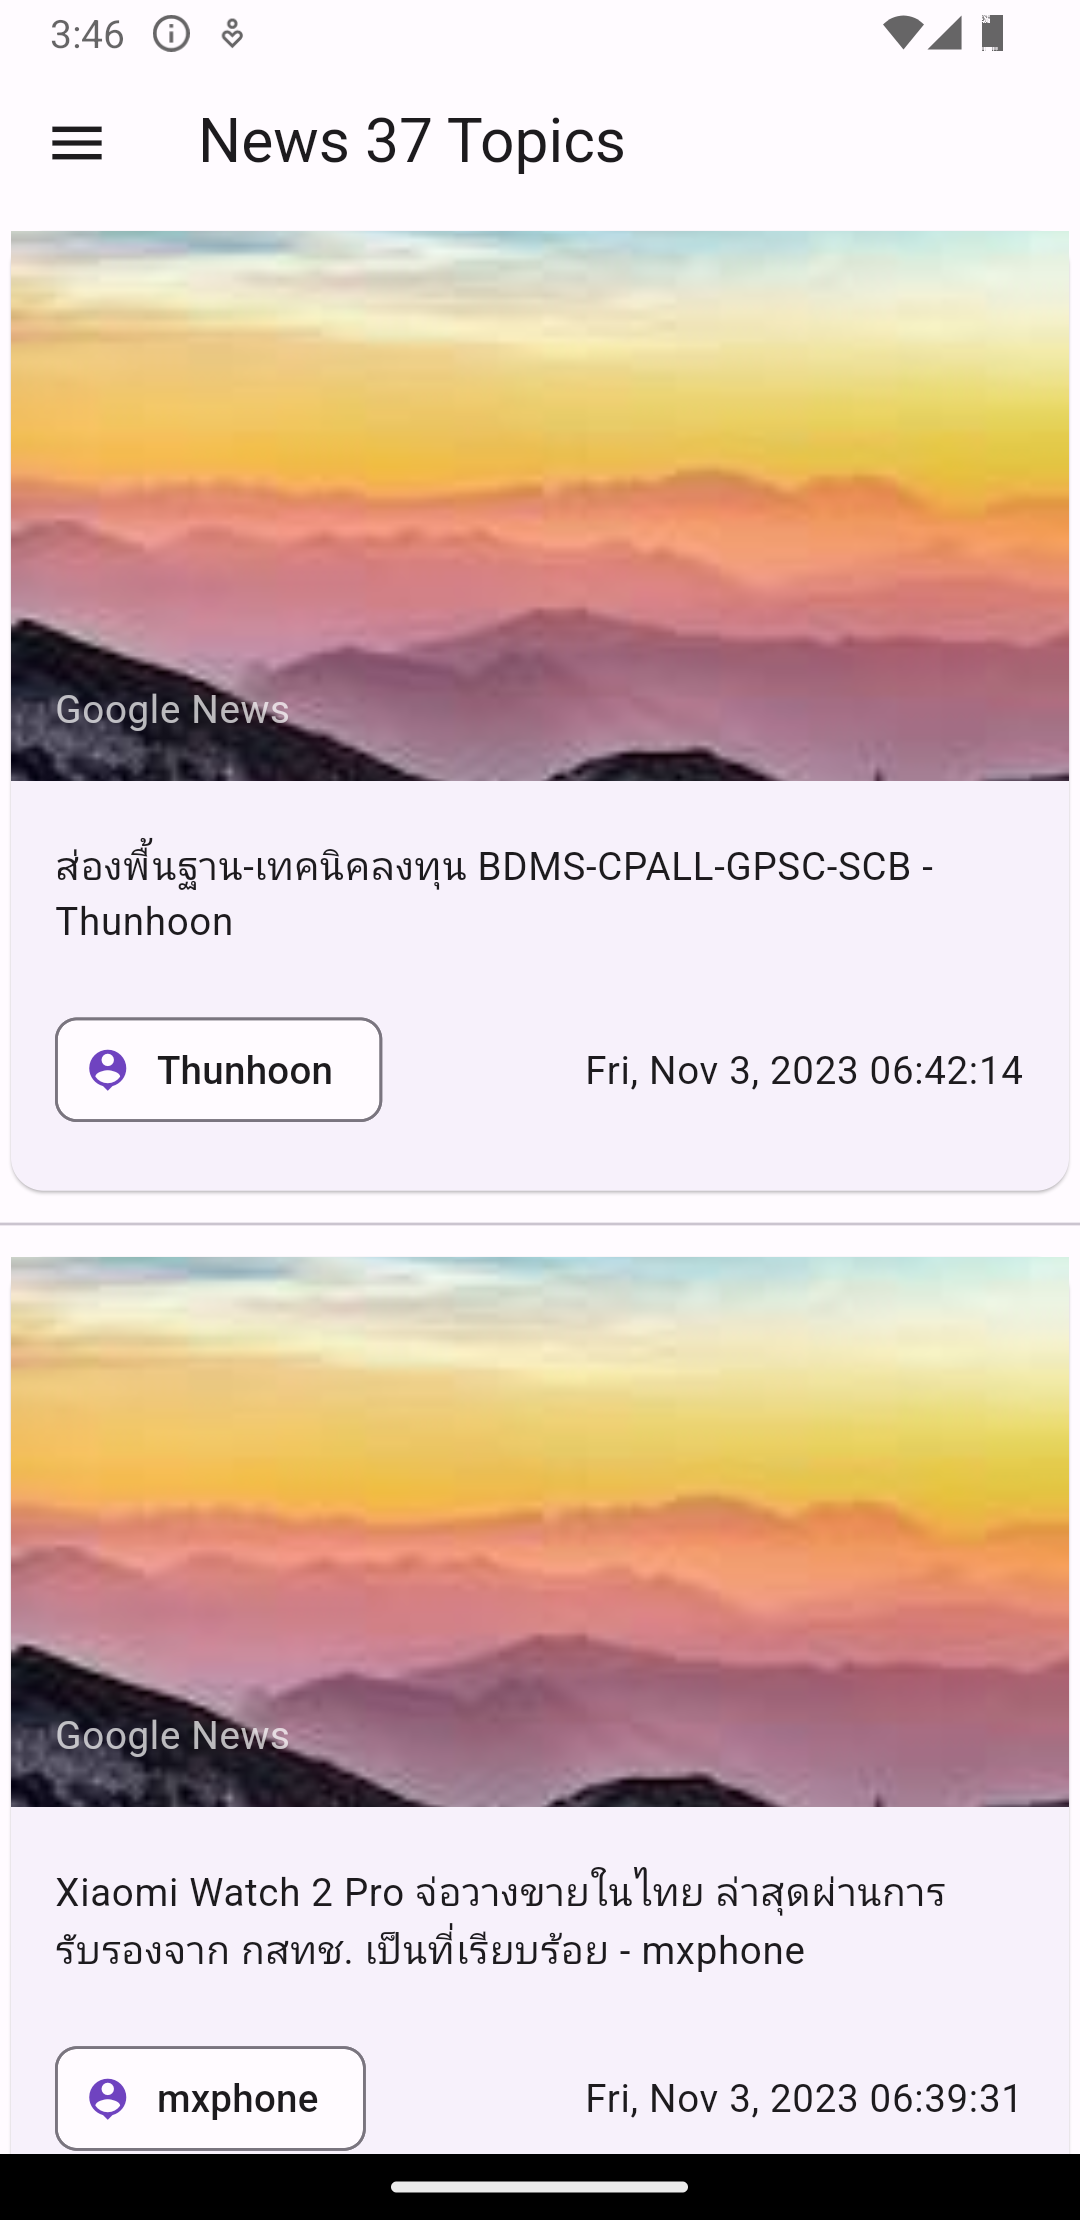 3:46
News 37 Topics
Google News
ส่องพื้นฐาน-เทคนิคลงทุน BDMS-CPALL-GPSC-SCB -
Thunhoon
Thunhoon
Fri, Nov 3, 2023 06:42:14
Google News
Xiaomi Watch 2 Pro จ่อวางขายในไทย ล่าสุดผ่านการ
รับรองจาก กสทช. เป็นที่เรียบร้อย - mxphone
mxphone
Fri, Nov 3, 2023 06:39:31